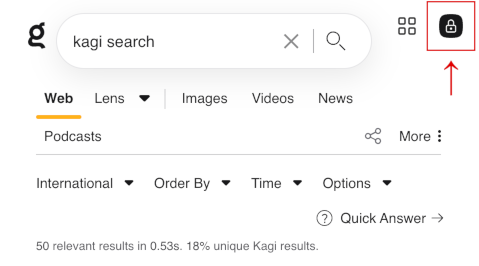 g
kagi search
Web Lens Images Videos News
Podcasts More
International Order By Time Options
Quick Answer →
50 relevant results in 0.53s. 18% unique Kagi results.